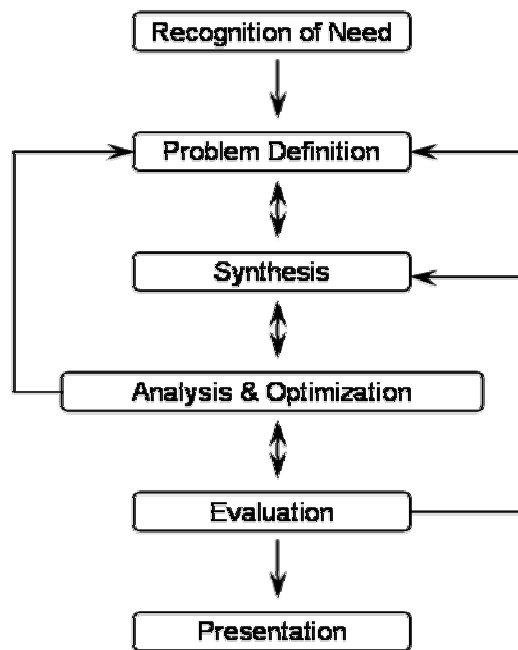 Recognition of Need
Problem Definition
Synthesis
Analysis & Optimization
Evaluation
Presentation